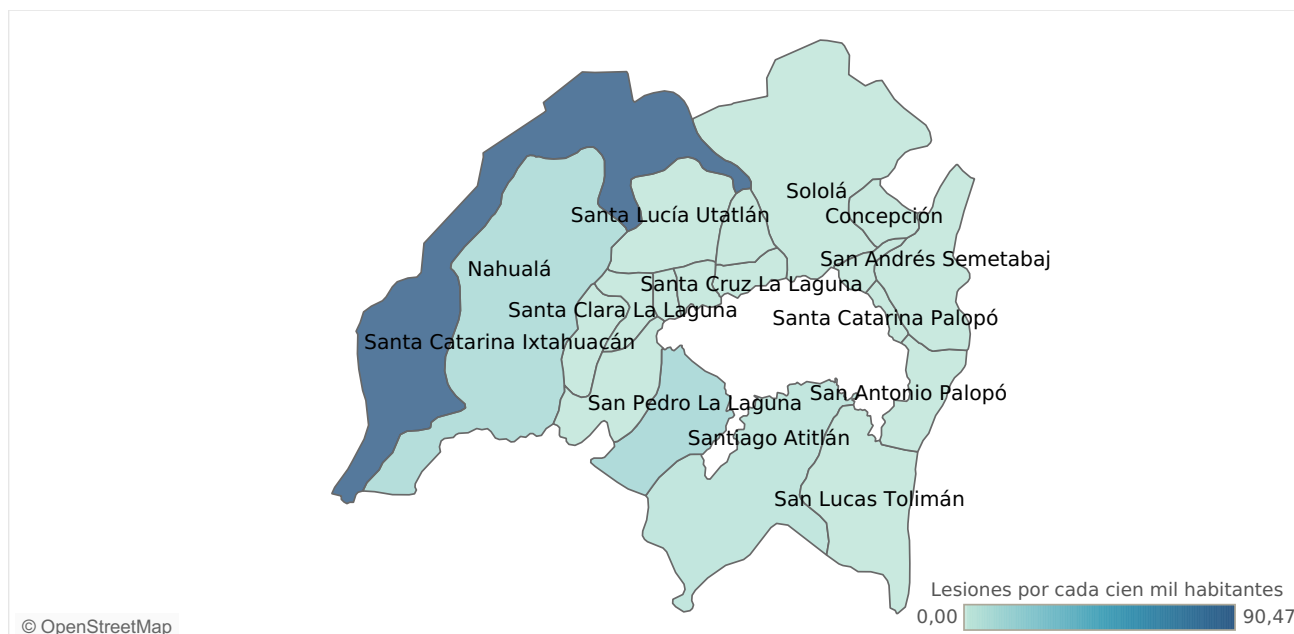 Sololá
Santa Lucía Utatlán
Concepción
San Andrés Semetabaj
Nahualá
Santa Cruz La Laguna
Santa Clara La Laguna
Santa Catarina Palopó
Santa Catarina Ixtahuacán
San Antonio Palopó
San Pedro La Laguna
Santiago Atitlán
San Lucas Tolimán
Lesiones por cada cien mil habitantes
0,00
90,47
© OpenStreetMap